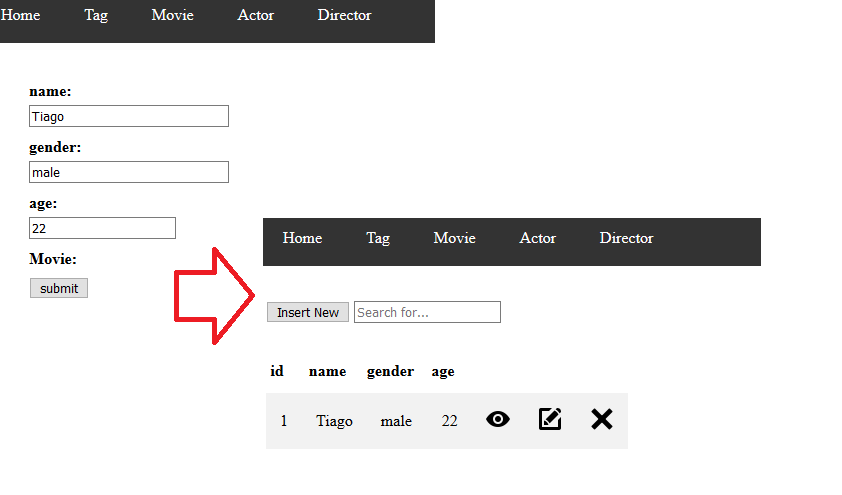 Home Tag Movie Actor Director
name:
Tiago
gender:
male
age:
22
Movie:
submit
Home Tag Movie Actor Director
Insert New Search for...
id name gender age
1 Tiago male 22